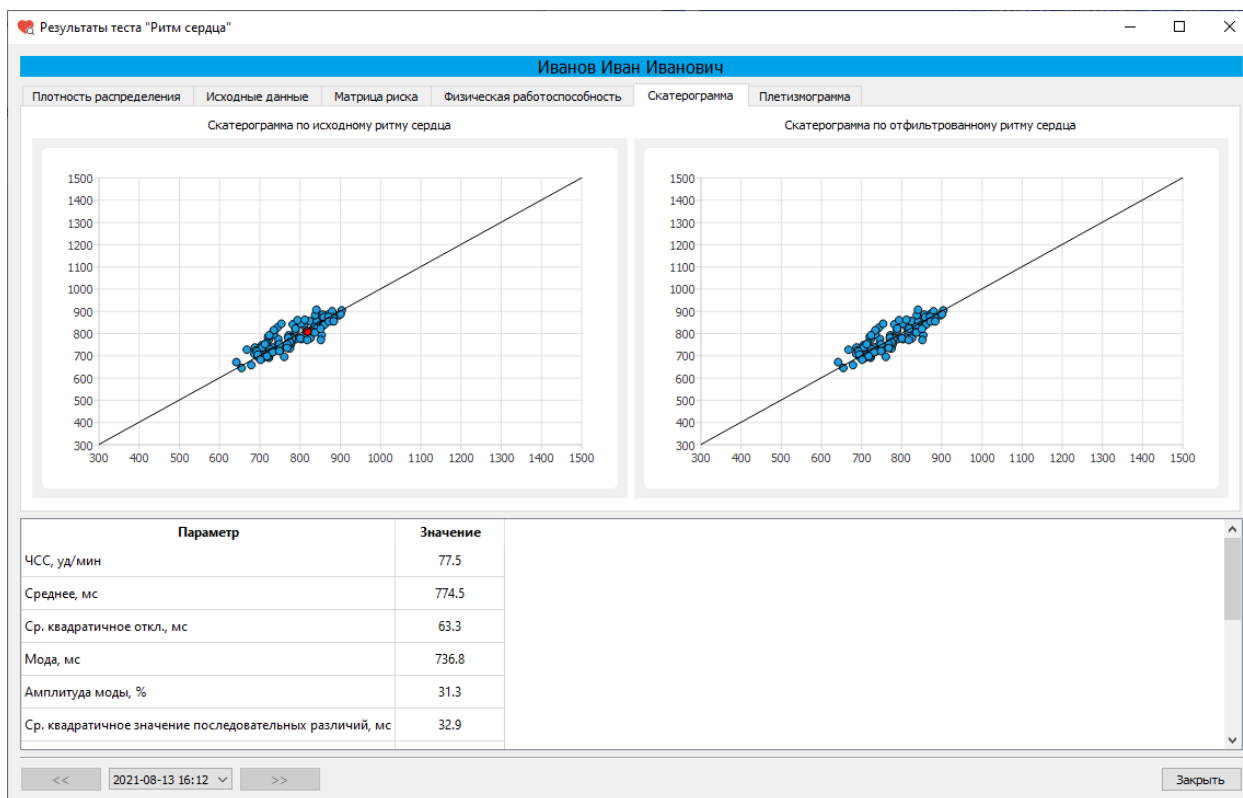 Результаты теста "Ритм сердца"
Иванов Иван Иванович
Плотность распределения Исходные данные Матрица риска Физическая работоспособность Скатерограмма Плетизмограмма
Скатерограмма по исходному ритму сердца
1500
1400
1300
1200
1100
1000
900
800
700
600
500
400
300
300 400 500 600 700 800 900 1000 1100 1200 1300 1400 1500
Скатерограмма по отфильтрованному ритму сердца
1500
1400
1300
1200
1100
1000
900
800
700
600
500
400
300
300 400 500 600 700 800 900 1000 1100 1200 1300 1400 1500
Параметр Значение
ЧСС, уд/мин 77.5
Среднее, мс 774.5
Ср. квадратичное откл., мс 63.3
Мода, мс 736.8
Амплитуда моды, % 31.3
Ср. квадратичное значение последовательных различий, мс 32.9
<< 2021-08-13 16:12 >> Закрыть